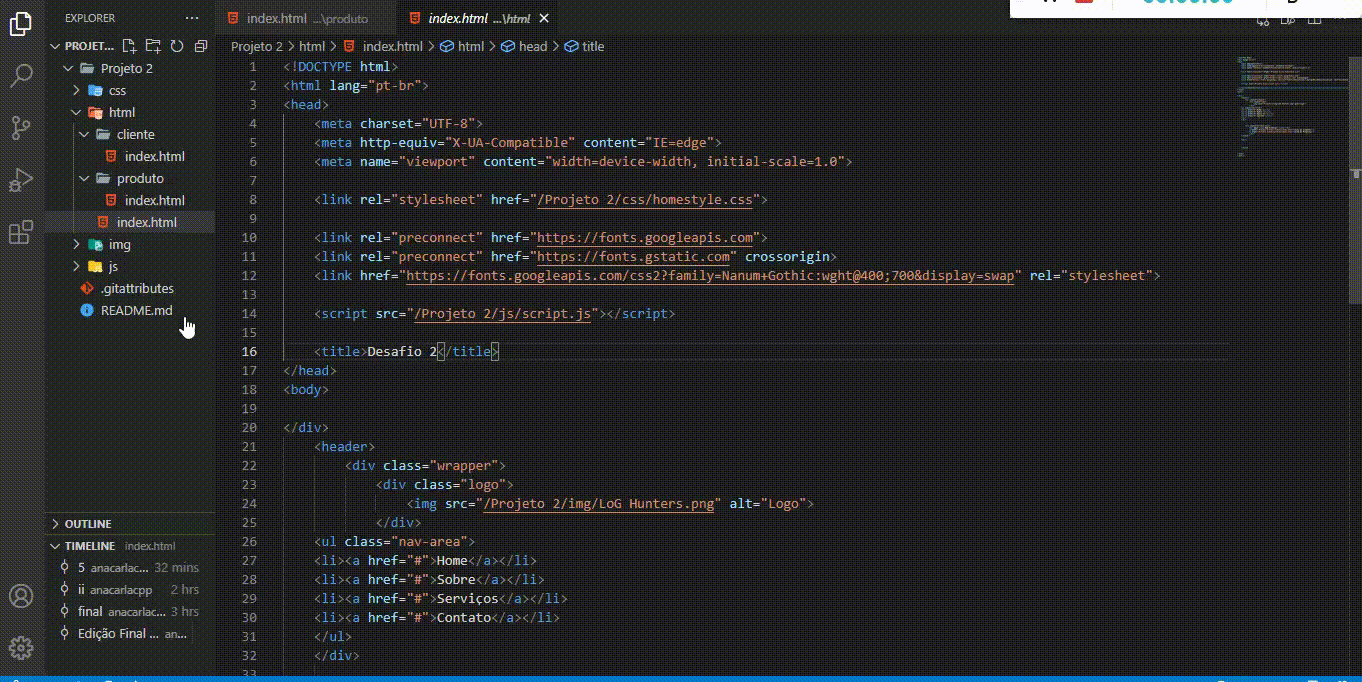 EXPLORER ...
index.html ...\produto
index.html ...\html
PROJET...
Projeto 2 > html > index.html > html > head > title
Projeto 2
css
html
cliente
index.html
produto
index.html
index.html
img
js
.gitattributes
README.md
OUTLINE
TIMELINE index.html
5 anacarlac... 32 mins
ii anacarlacpp 2 hrs
final anacarlac... 3 hrs
Edição Final ... an...
1 <!DOCTYPE html>
2 <html lang="pt-br">
3 <head>
4 <meta charset="UTF-8">
5 <meta http-equiv="X-UA-Compatible" content="IE=edge">
6 <meta name="viewport" content="width=device-width, initial-scale=1.0">
7
8 <link rel="stylesheet" href="/Projeto 2/css/homestyle.css">
9
10 <link rel="preconnect" href="https://fonts.googleapis.com">
11 <link rel="preconnect" href="https://fonts.gstatic.com" crossorigin>
12 <link href="https://fonts.googleapis.com/css2?family=Nanum+Gothic:wght@400;700&display=swap" rel="stylesheet">
13
14 <script src="/Projeto 2/js/script.js"></script>
15
16 <title>Desafio 2</title>
17 </head>
18 <body>
19
20 </div>
21 <header>
22 <div class="wrapper">
23 <div class="logo">
24 <img src="/Projeto 2/img/LoG Hunters.png" alt="Logo">
25 </div>
26 <ul class="nav-area">
27 <li><a href="#">Home</a></li>
28 <li><a href="#">Sobre</a></li>
29 <li><a href="#">Serviços</a></li>
30 <li><a href="#">Contato</a></li>
31 </ul>
32 </div>
33